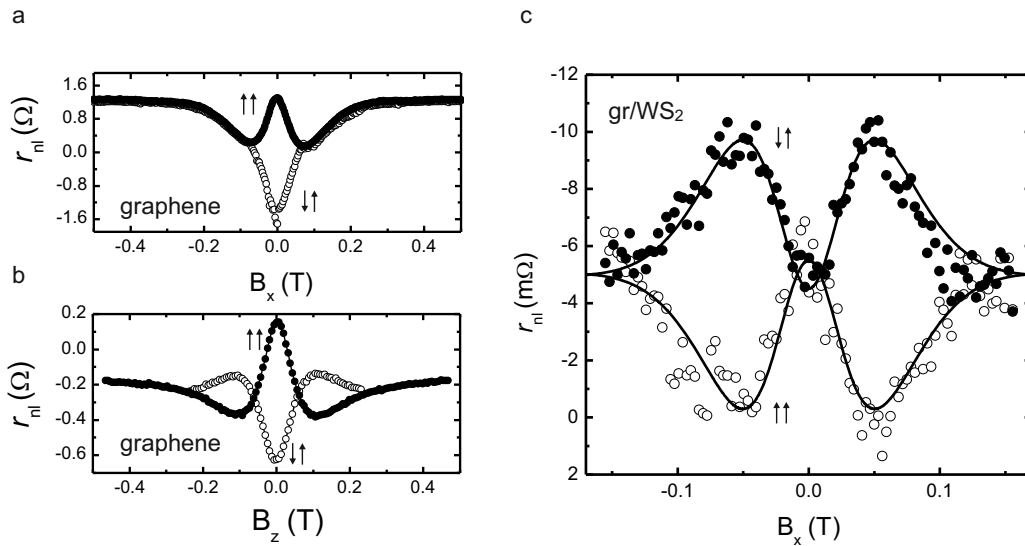 a
1.6
0.8
0.0
-0.8
-1.6
rnl (Ω)
↑↑
↓↑
graphene
-0.4 -0.2 0.0 0.2 0.4
Bx (T)
b
0.2
0.0
-0.2
-0.4
-0.6
rnl (Ω)
↑↑
↓↑
graphene
-0.4 -0.2 0.0 0.2 0.4
Bz (T)
c
-12
-10
-8
-6
-4
-2
0
2
rnl (mΩ)
gr/WS2
↓↑
↑↑
-0.1 0.0 0.1
Bx (T)